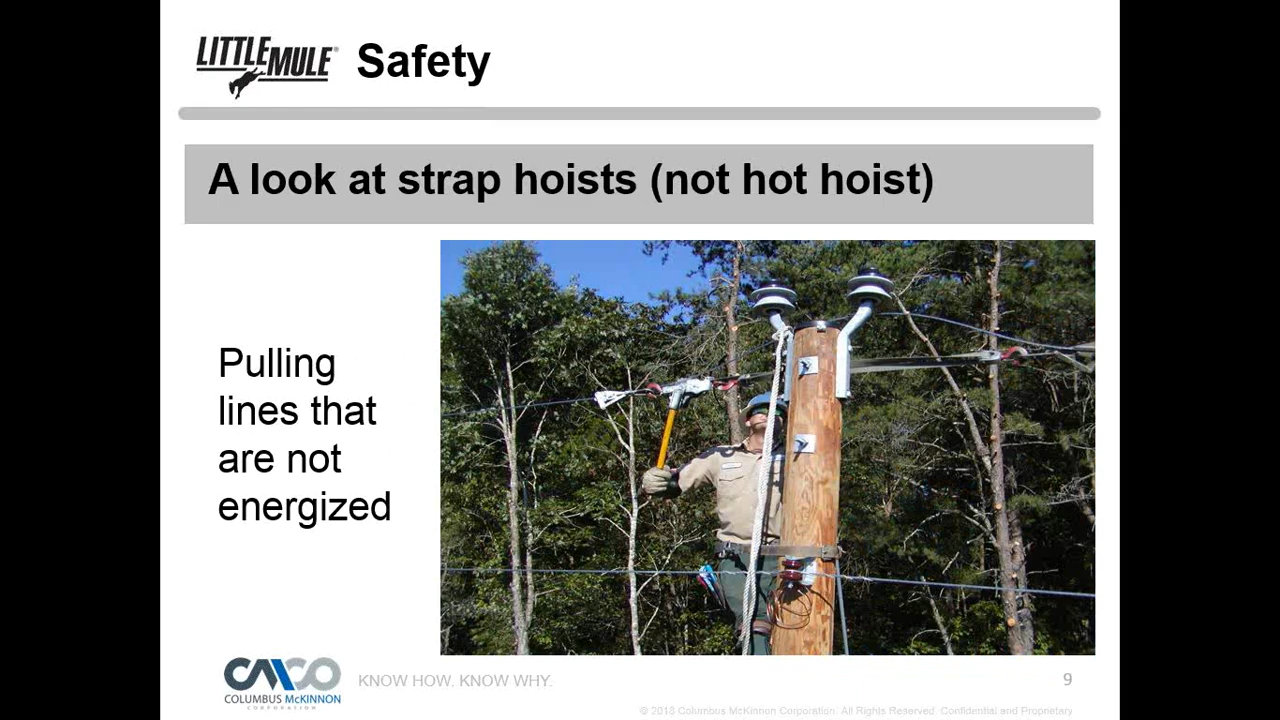 LITTLE MULE® Safety
A look at strap hoists (not hot hoist)
Pulling
lines that
are not
energized
CMCO
COLUMBUS McKINNON
CORPORATION
KNOW HOW. KNOW WHY.
9
© 2018 Columbus McKinnon Corporation. All Rights Reserved. Confidential and Proprietary